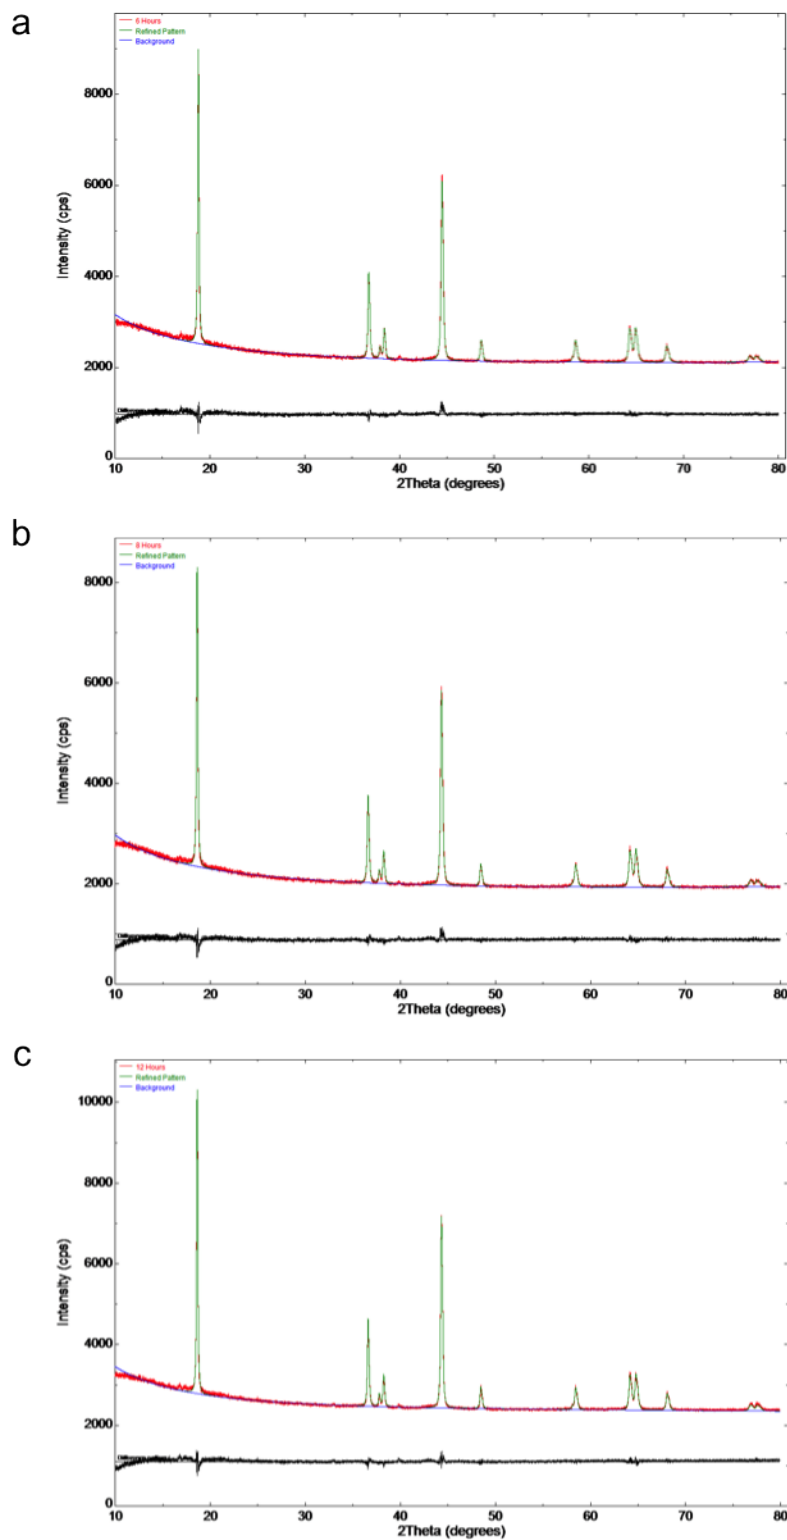 a
6 Hours
Refined Pattern
Background
8000
6000
4000
2000
0
Intensity (cps)
10 20 30 40 50 60 70 80
2Theta (degrees)
b
8 Hours
Refined Pattern
Background
8000
6000
4000
2000
0
Intensity (cps)
10 20 30 40 50 60 70 80
2Theta (degrees)
c
12 Hours
Refined Pattern
Background
10000
8000
6000
4000
2000
0
Intensity (cps)
10 20 30 40 50 60 70 80
2Theta (degrees)